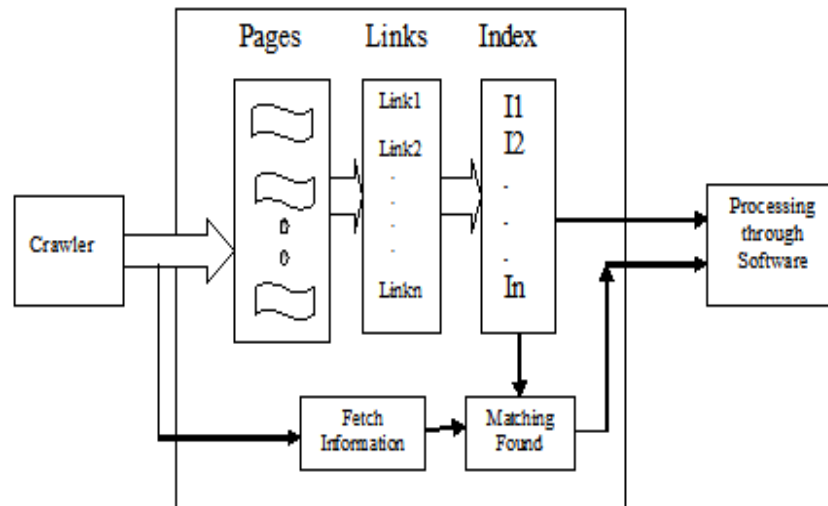 Pages Links Index
Link1
Link2
Linkn
I1
I2
In
Crawler
Processing
through
Software
Fetch
Information
Matching
Found